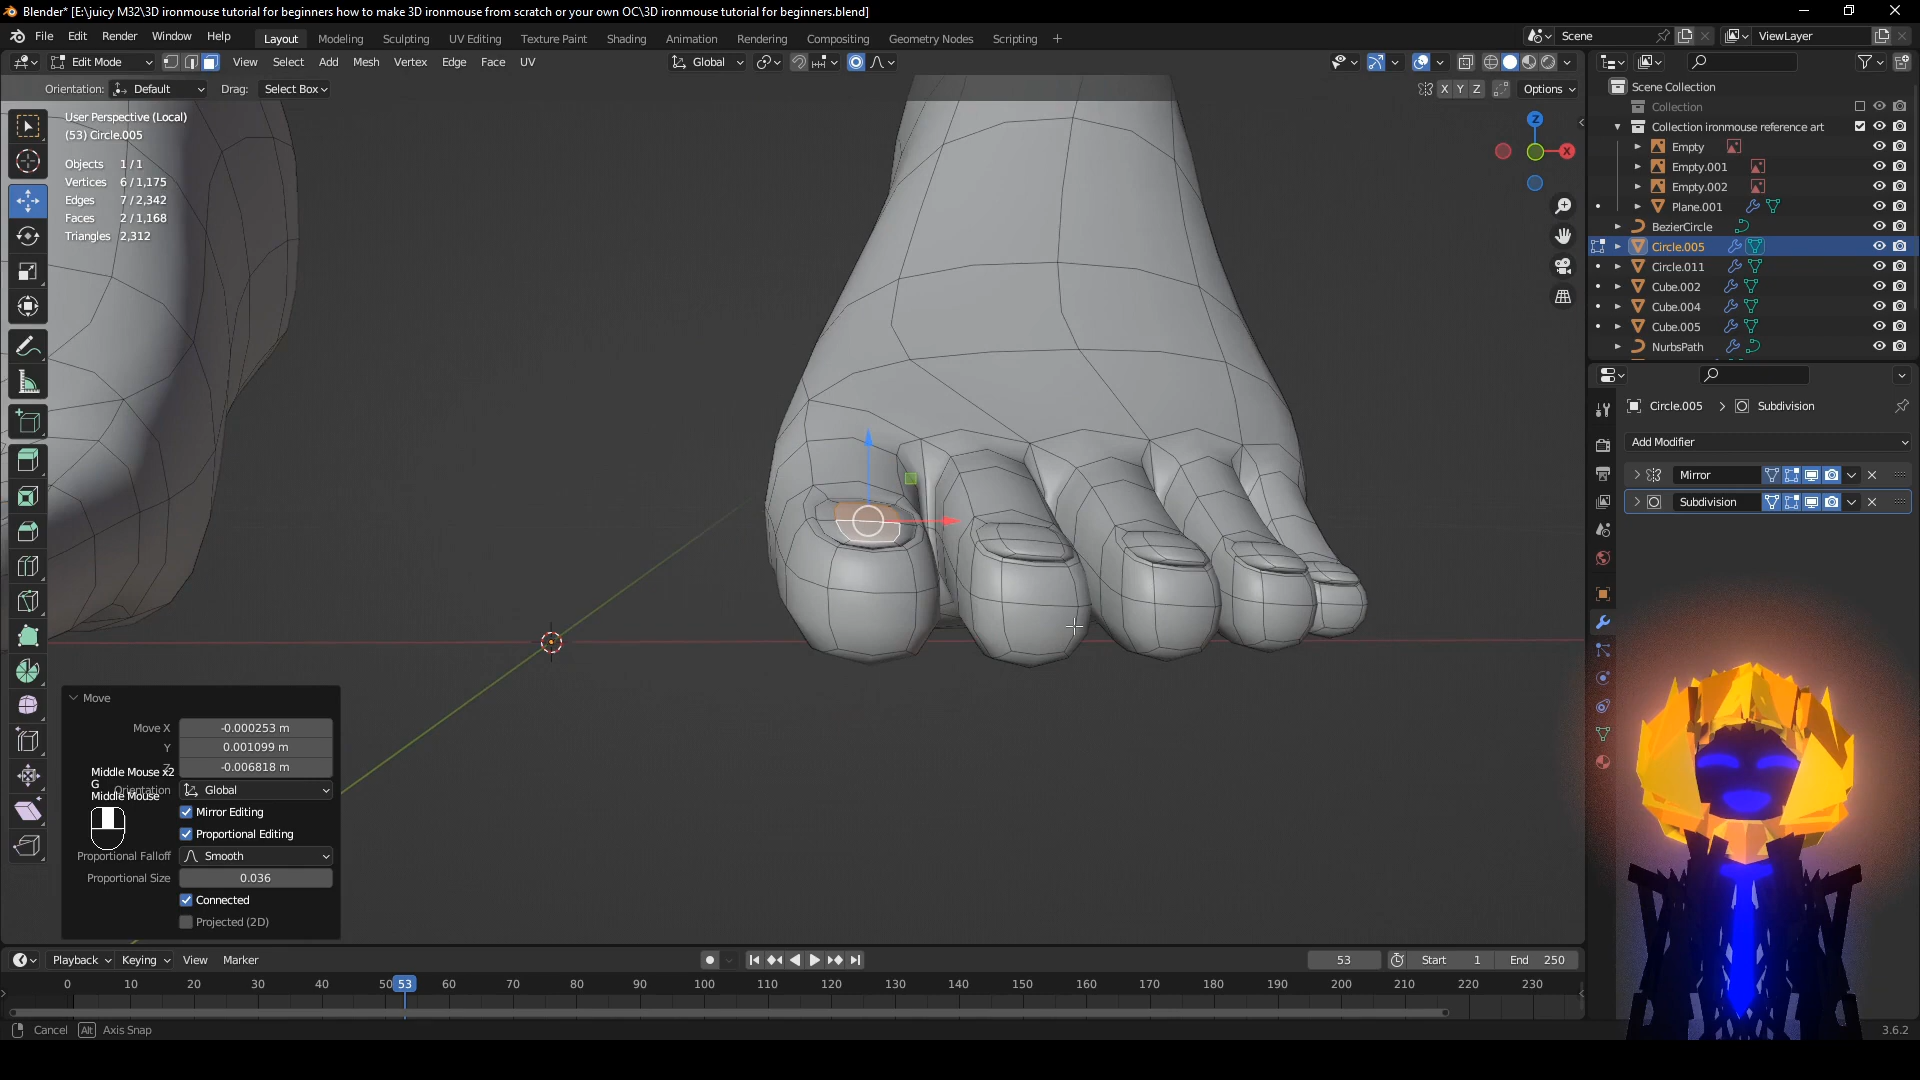 Blender* [E:\juicy M32\3D ironmouse tutorial for beginners how to make 3D ironmouse from scratch or your own OC\3D ironmouse tutorial for beginners.blend]
File Edit Render Window Help Layout Modeling Sculpting UV Editing Texture Paint Shading Animation Rendering Compositing Geometry Nodes Scripting + Scene ViewLayer
Edit Mode View Select Add Mesh Vertex Edge Face UV Global
Orientation: Default Drag: Select Box X Y Z Options
User Perspective (Local)
(53) Circle.005
Objects 1/1
Vertices 6/1,175
Edges 7/2,342
Faces 2/1,168
Triangles 2,312
Z
X
Scene Collection
Collection
Collection ironmouse reference art
Empty
Empty.001
Empty.002
Plane.001
BezierCircle
Circle.005
Circle.011
Cube.002
Cube.004
Cube.005
NurbsPath
Circle.005 > Subdivision
Add Modifier
Mirror
Subdivision
Move
Move X -0.000253 m
Y 0.001099 m
Z -0.006818 m
Middle Mouse x2
G
Middle Mouse
Orientation Global
Mirror Editing
Proportional Editing
Proportional Falloff Smooth
Proportional Size 0.036
Connected
Projected (2D)
Playback Keying View Marker 53 Start 1 End 250
0 10 20 30 40 50 53 60 70 80 90 100 110 120 130 140 150 160 170 180 190 200 210 220 230
Cancel Alt Axis Snap 3.6.2